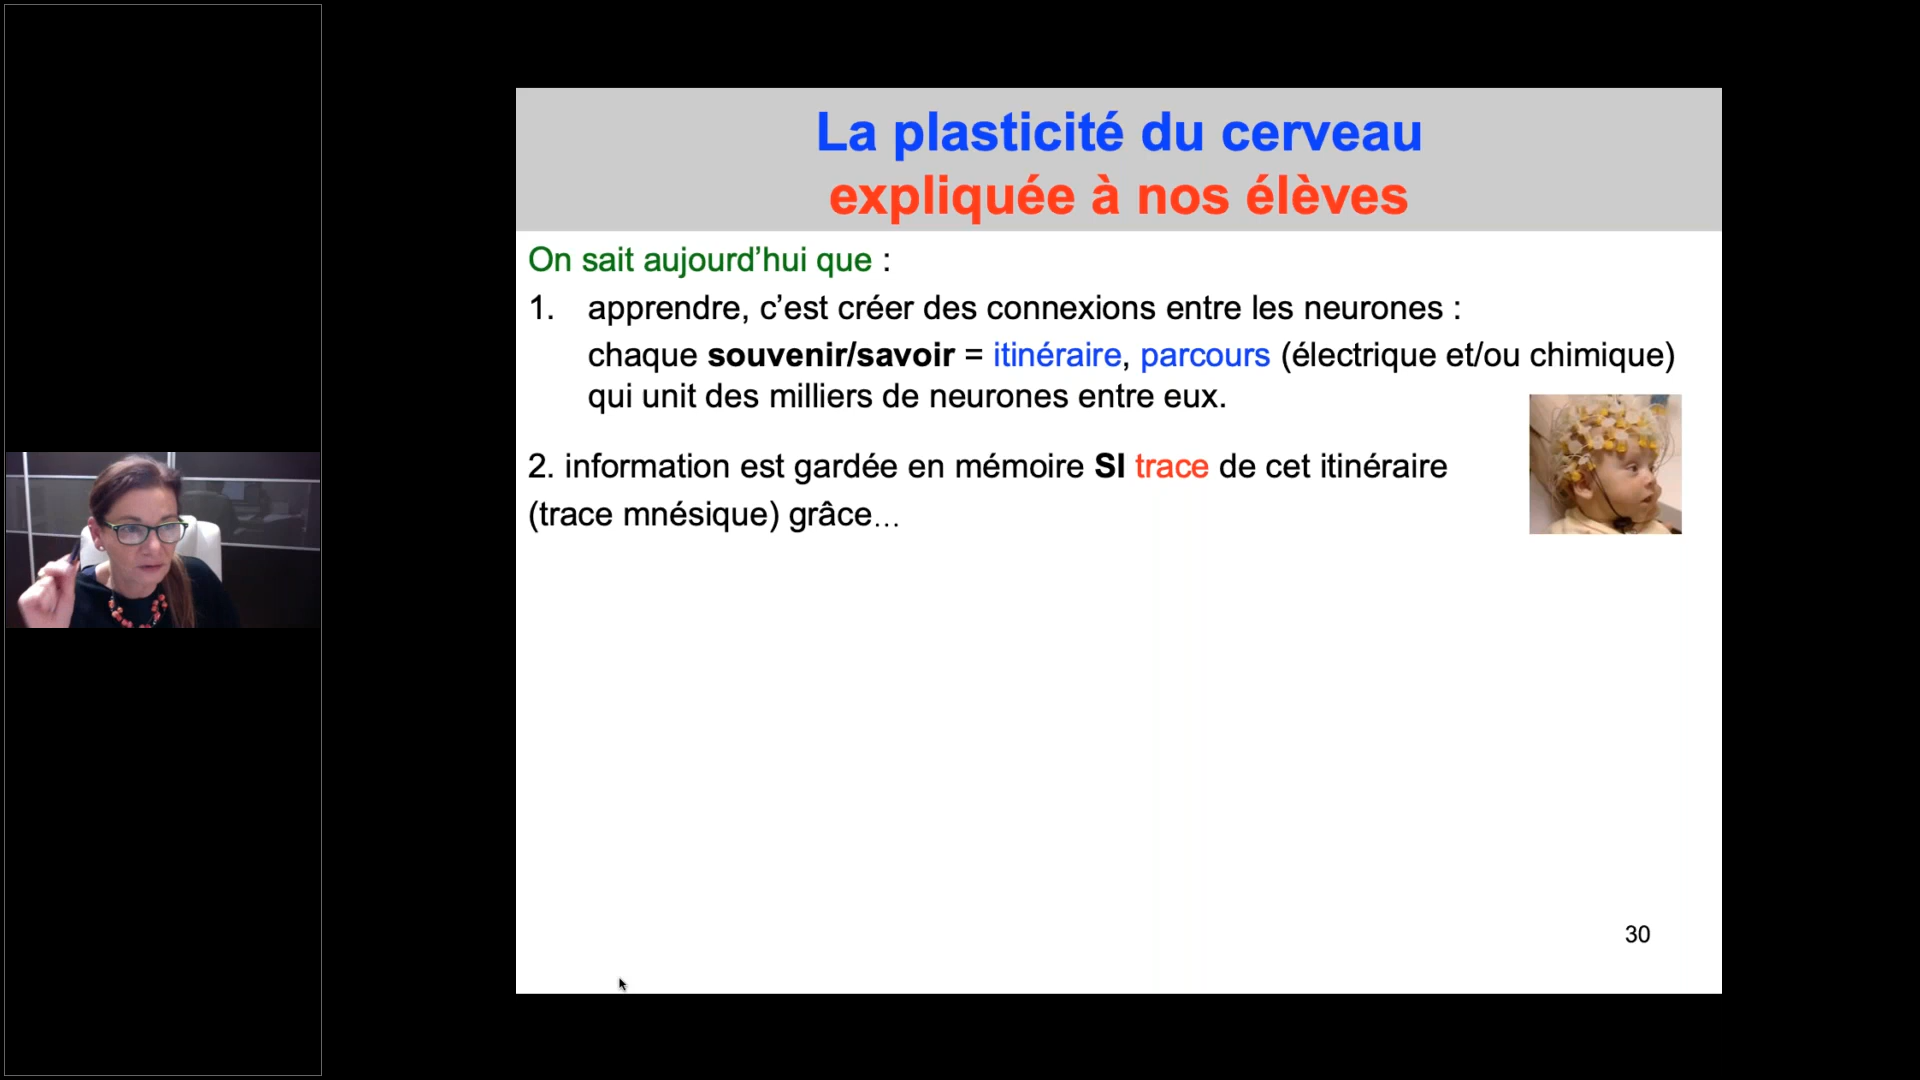 La plasticité du cerveau
expliquée à nos élèves
On sait aujourd’hui que :
1. apprendre, c’est créer des connexions entre les neurones :
chaque souvenir/savoir = itinéraire, parcours (électrique et/ou chimique)
qui unit des milliers de neurones entre eux.
2. information est gardée en mémoire SI trace de cet itinéraire
(trace mnésique) grâce…
30